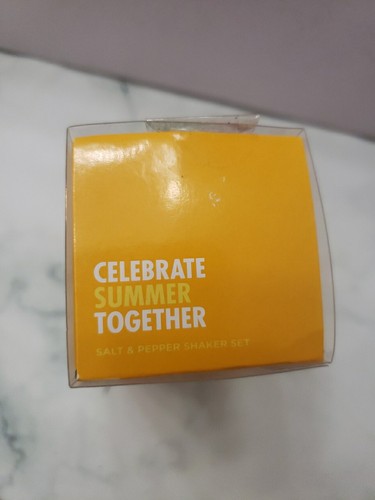 CELEBRATE
SUMMER
TOGETHER
SALT & PEPPER SHAKER SET